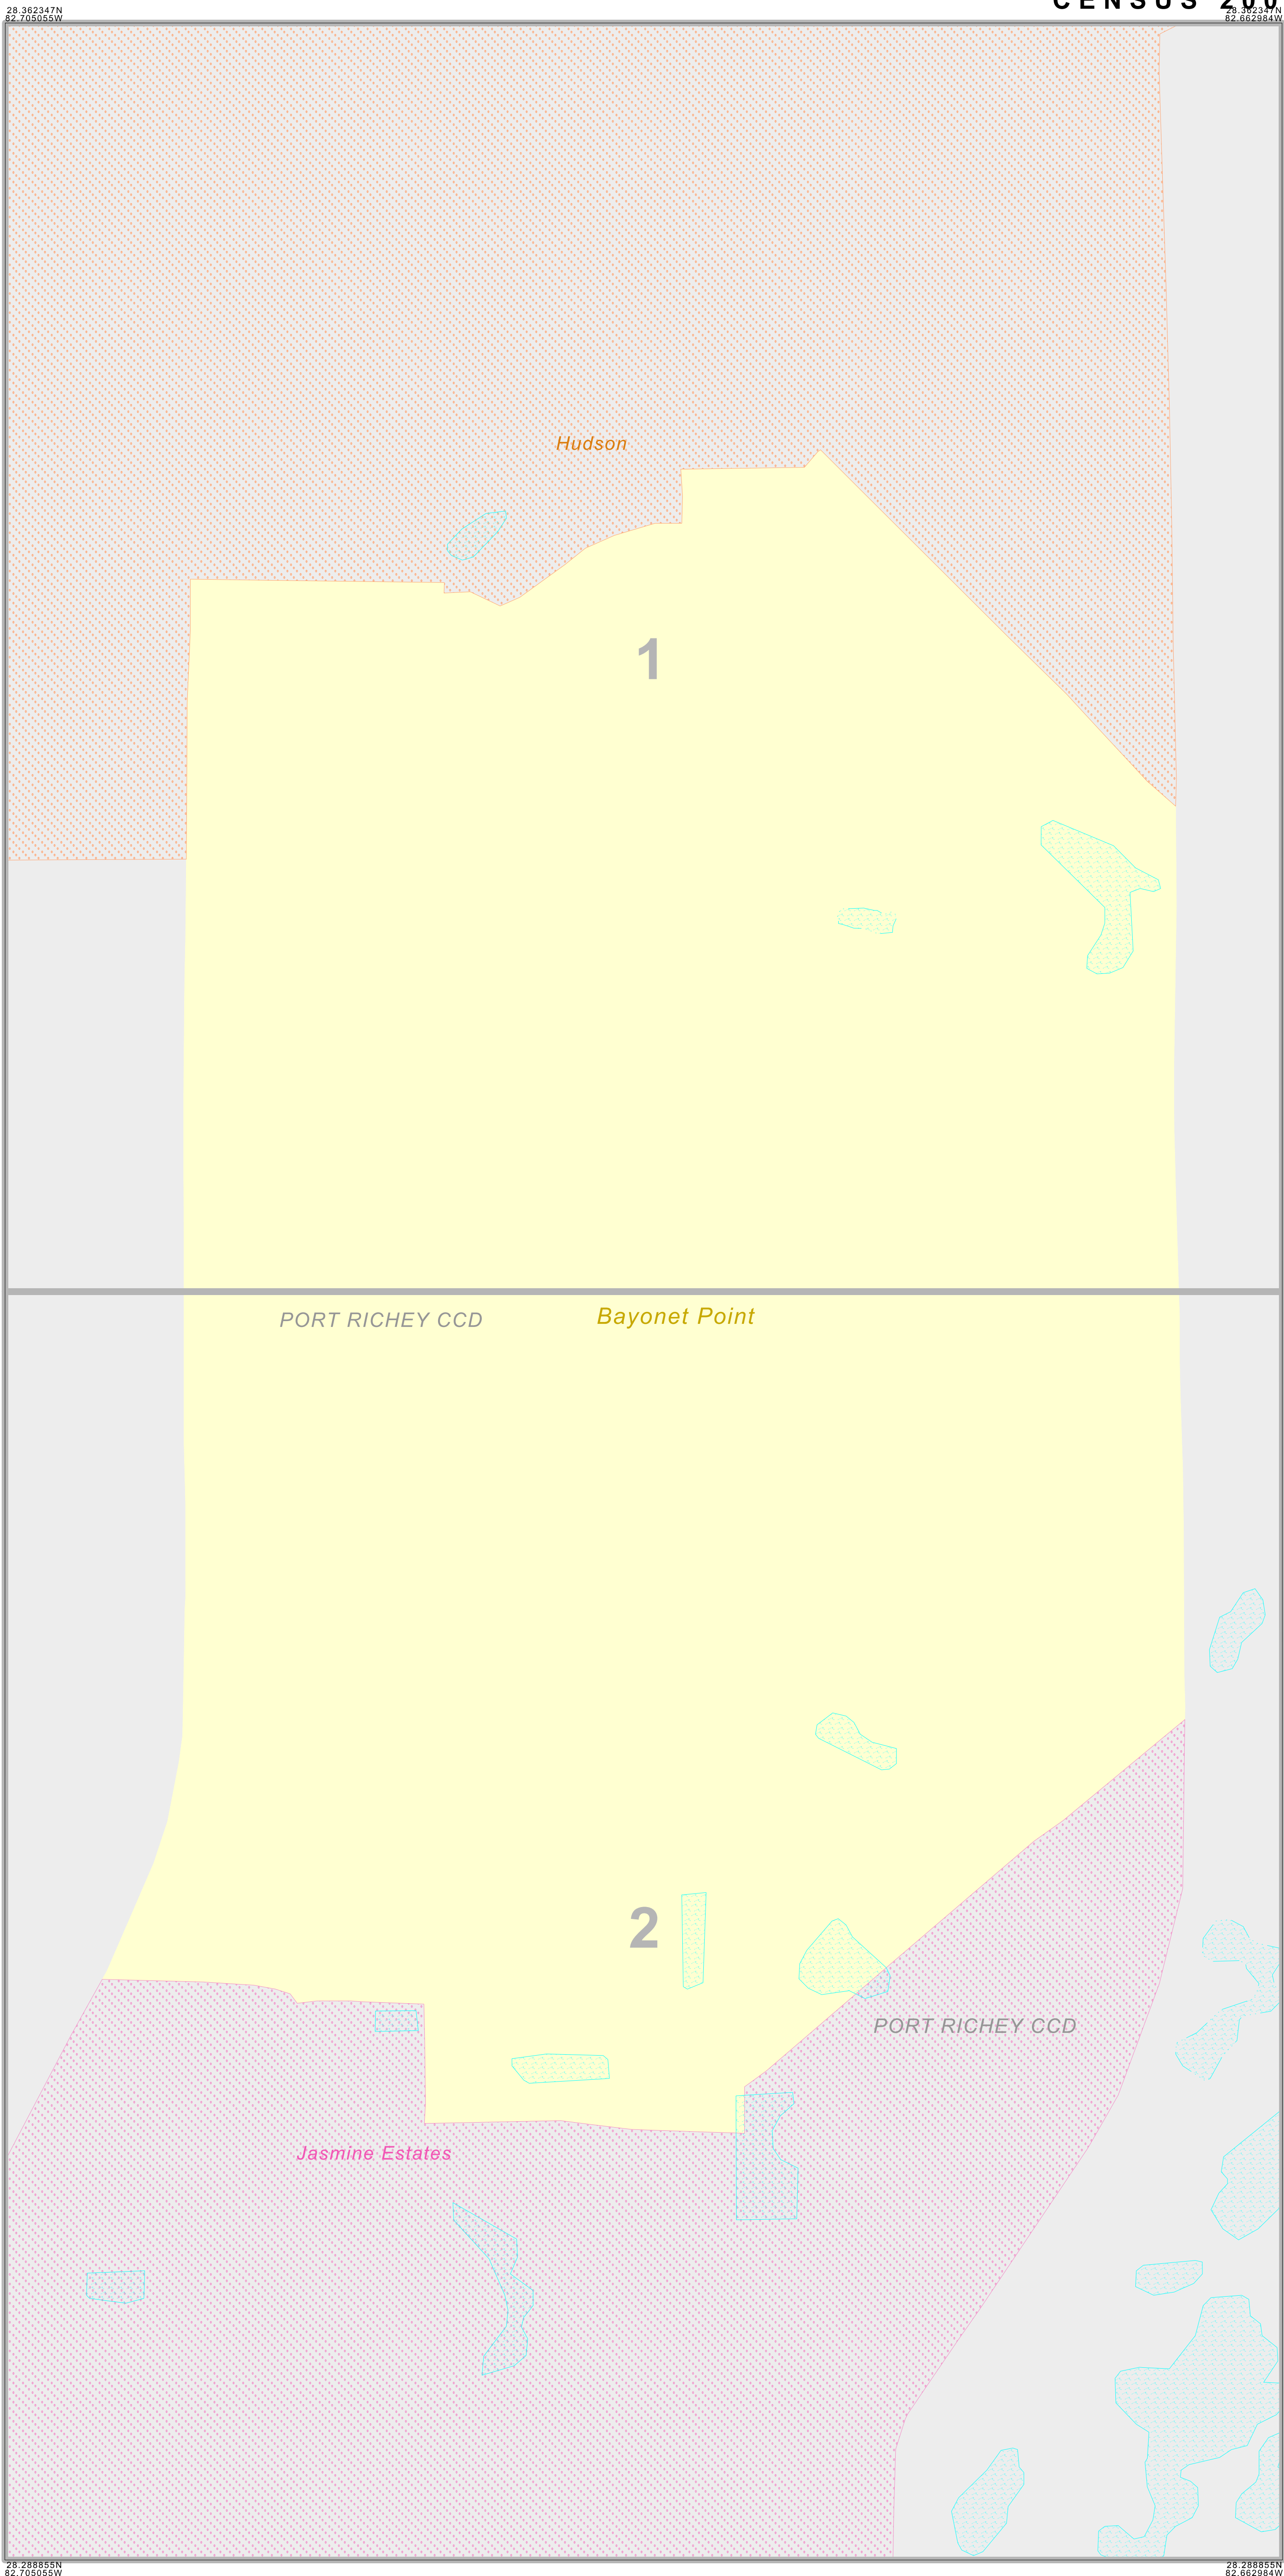 CENSUS 200
28.362347N
82.705055W
28.362347N
82.662984W
Hudson
1
PORT RICHEY CCD
Bayonet Point
2
PORT RICHEY CCD
Jasmine Estates
28.288855N
82.705055W
28.288855N
82.662984W